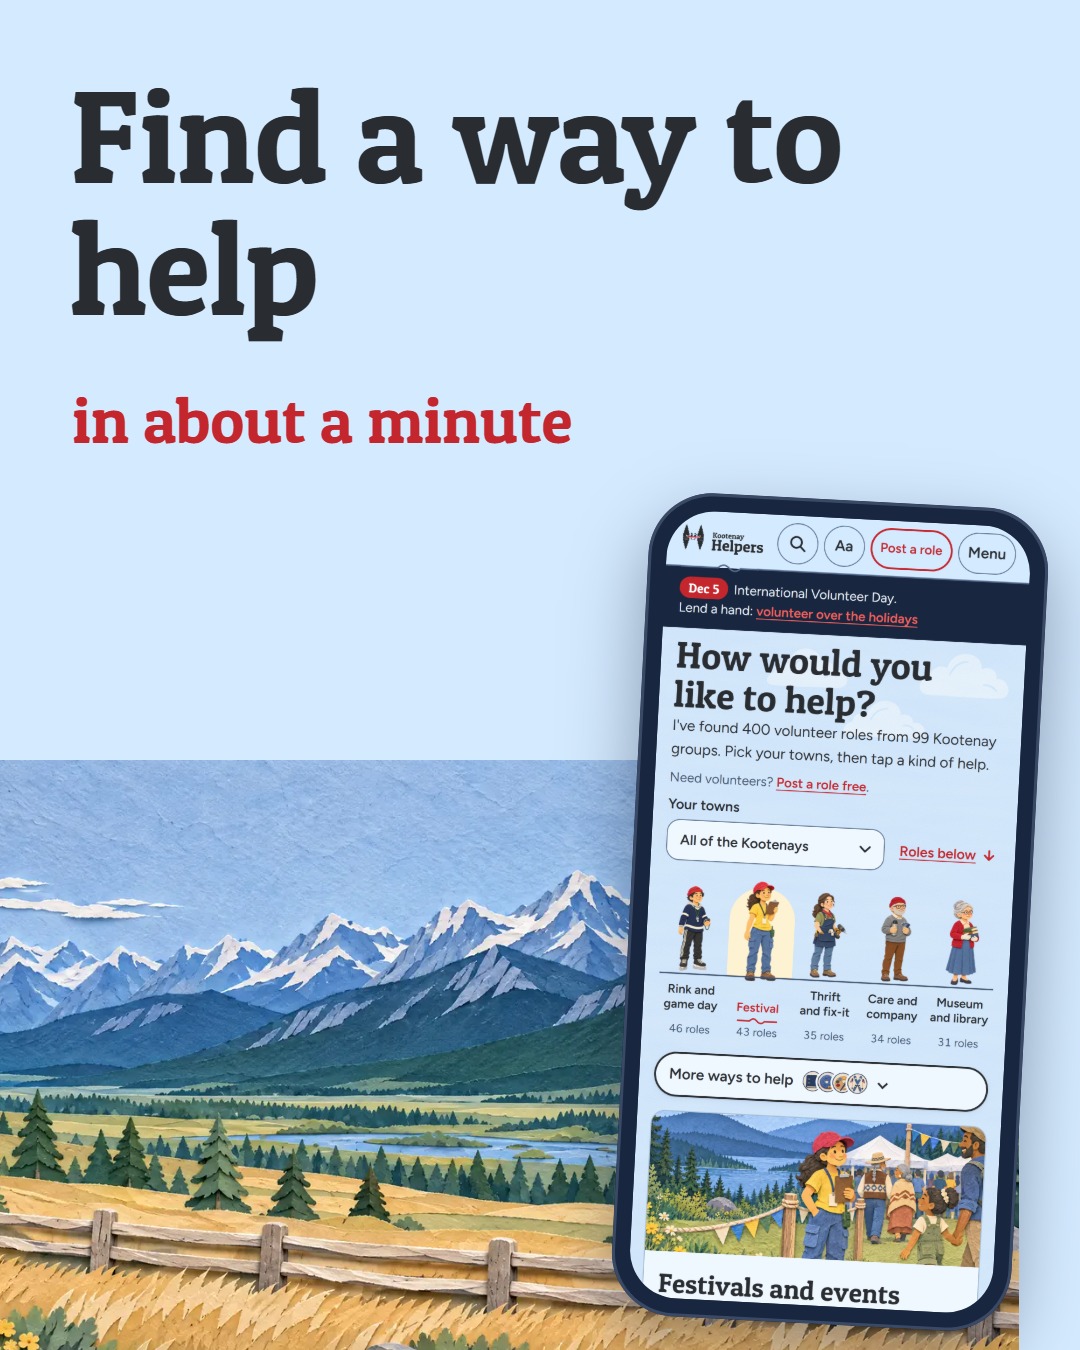 Find a way to
help
in about a minute
Kootenay
Helpers
Aa
Post a role
Menu
Dec 5 International Volunteer Day.
Lend a hand: volunteer over the holidays
How would you
like to help?
I've found 400 volunteer roles from 99 Kootenay
groups. Pick your towns, then tap a kind of help.
Need volunteers? Post a role free.
Your towns
All of the Kootenays
Roles below ↓
Rink and
game day
46 roles
Festival
43 roles
Thrift
and fix-it
35 roles
Care and
company
34 roles
Museum
and library
31 roles
More ways to help
Festivals and events